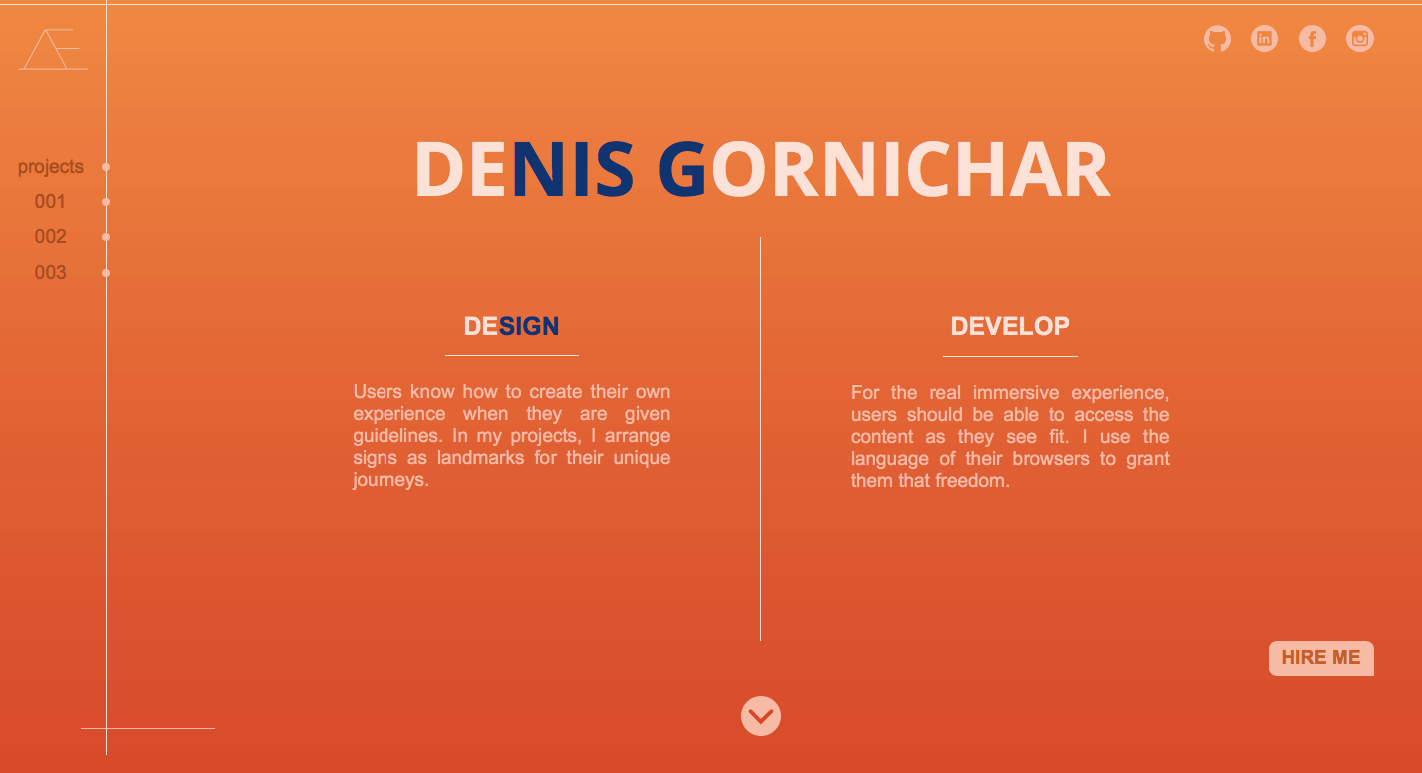 projects
001
002
003
DENIS GORNICHAR
DESIGN
Users know how to create their own
experience when they are given
guidelines. In my projects, I arrange
signs as landmarks for their unique
journeys.
DEVELOP
For the real immersive experience,
users should be able to access the
content as they see fit. I use the
language of their browsers to grant
them that freedom.
HIRE ME